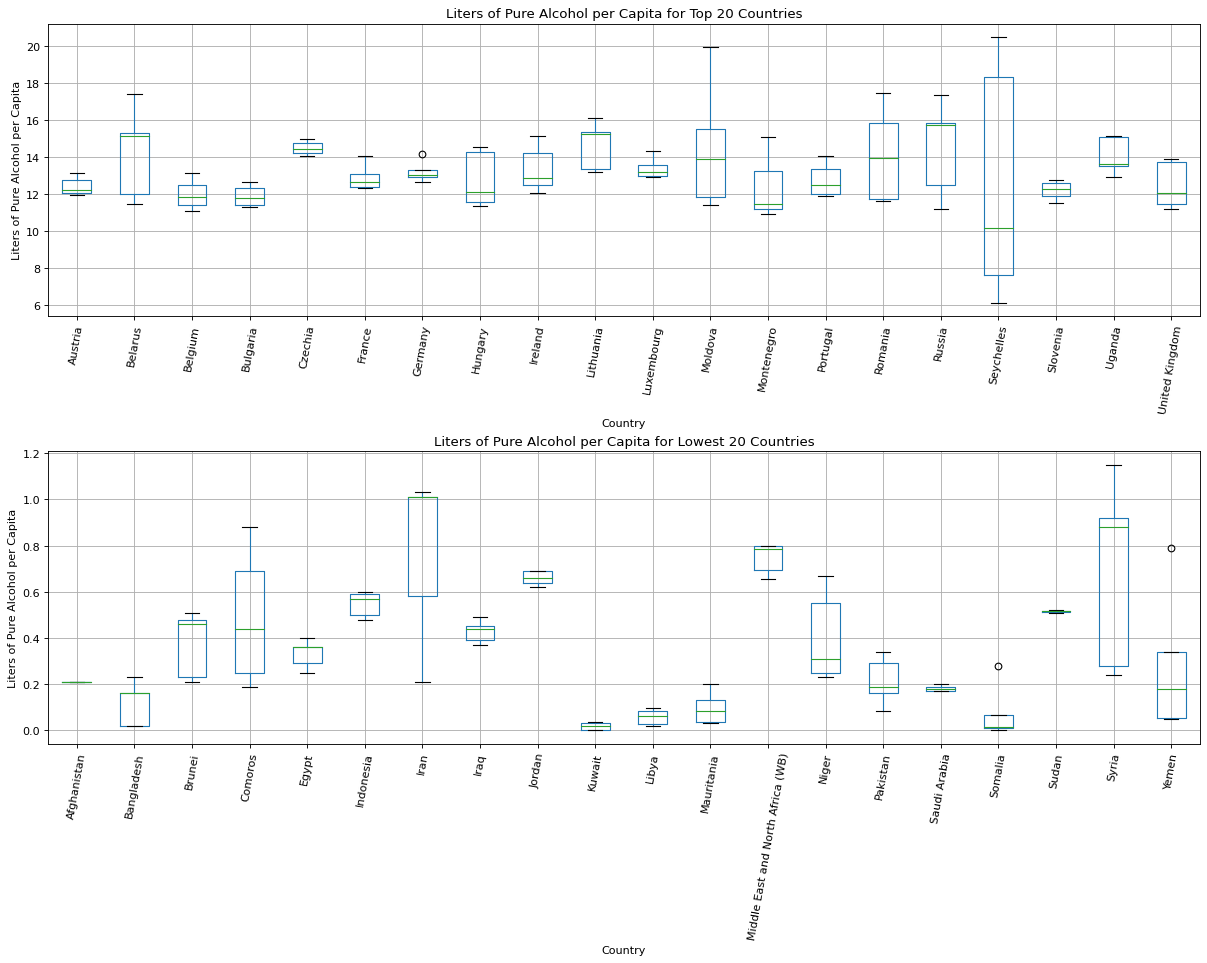 Liters of Pure Alcohol per Capita for Top 20 Countries
Liters of Pure Alcohol per Capita
20
18
16
14
12
10
8
6
Austria
Belarus
Belgium
Bulgaria
Czechia
France
Germany
Hungary
Ireland
Lithuania
Luxembourg
Moldova
Montenegro
Portugal
Romania
Russia
Seychelles
Slovenia
Uganda
United Kingdom
Country
Liters of Pure Alcohol per Capita for Lowest 20 Countries
Liters of Pure Alcohol per Capita
1.2
1.0
0.8
0.6
0.4
0.2
0.0
Afghanistan
Bangladesh
Brunei
Comoros
Egypt
Indonesia
Iran
Iraq
Jordan
Kuwait
Libya
Mauritania
Middle East and North Africa (WB)
Niger
Pakistan
Saudi Arabia
Somalia
Sudan
Syria
Yemen
Country